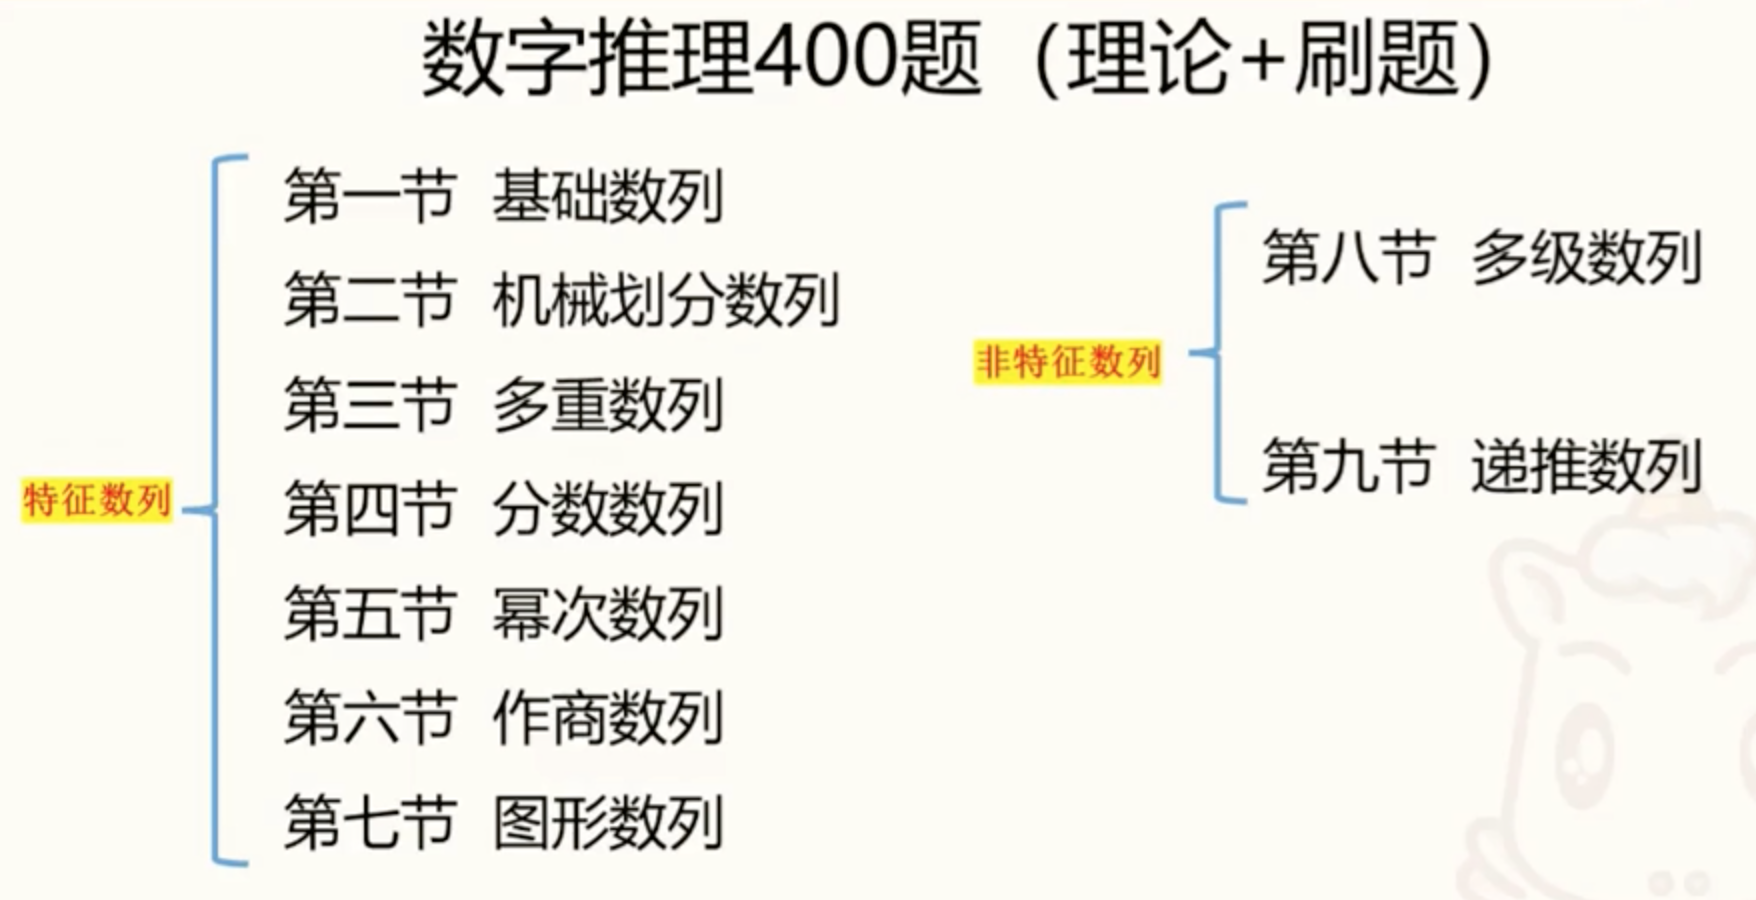 数字推理400题（理论+刷题）
特征数列
第一节 基础数列
第二节 机械划分数列
第三节 多重数列
第四节 分数数列
第五节 幂次数列
第六节 作商数列
第七节 图形数列
非特征数列
第八节 多级数列
第九节 递推数列